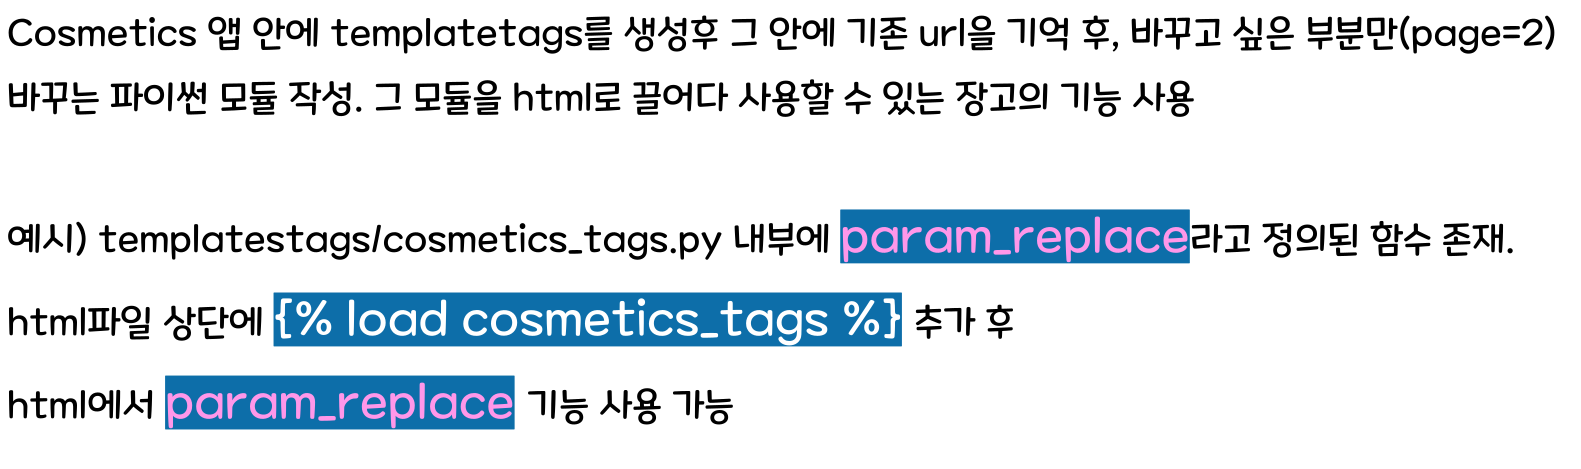 Cosmetics 앱 안에 templatetags를 생성후 그 안에 기존 url을 기억 후, 바꾸고 싶은 부분만(page=2)
바꾸는 파이썬 모듈 작성. 그 모듈을 html로 끌어다 사용할 수 있는 장고의 기능 사용
예시) templatestags/cosmetics_tags.py 내부에 param_replace라고 정의된 함수 존재.
html파일 상단에 {% load cosmetics_tags %} 추가 후
html에서 param_replace 기능 사용 가능